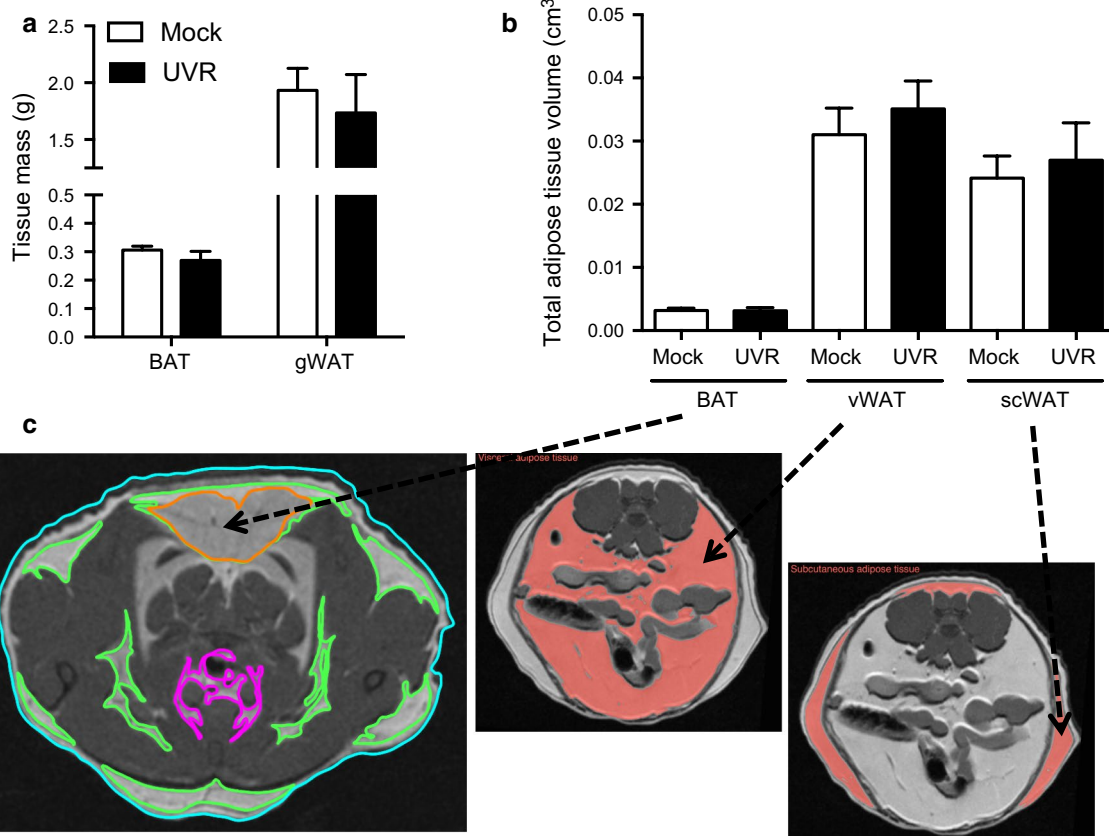 a
Mock
UVR
Tissue mass (g)
2.5
2.0
1.5
0.5
0.4
0.3
0.2
0.1
0.0
BAT gWAT
b
Total adipose tissue volume (cm3
0.05
0.04
0.03
0.02
0.01
0.00
Mock UVR Mock UVR Mock UVR
BAT vWAT scWAT
c
adipose tissue
Subcutaneous adipose tissue